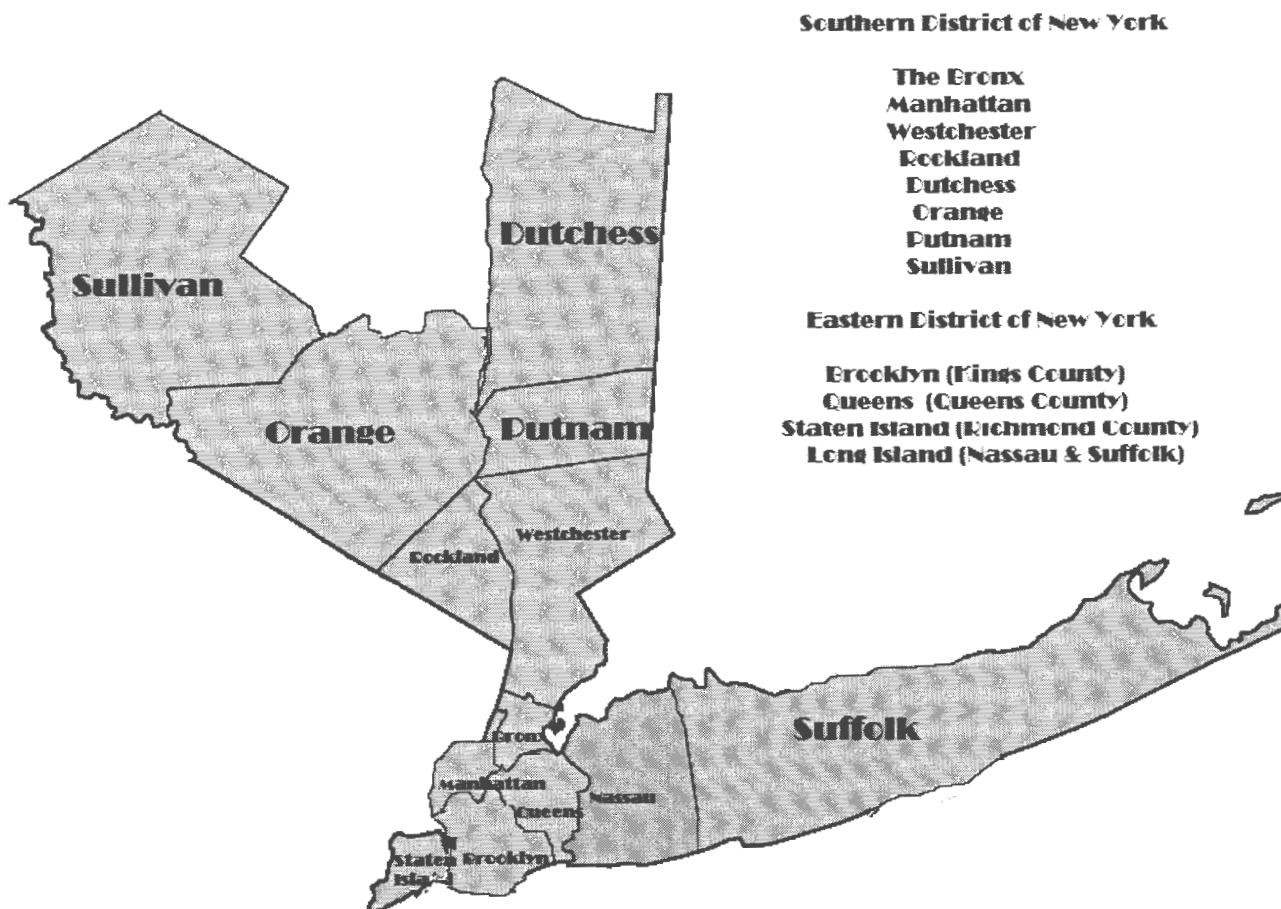 Southern District of New York
The Bronx
Manhattan
Westchester
Rockland
Dutchess
Orange
Putnam
Sullivan
Eastern District of New York
Brooklyn (Kings County)
Queens (Queens County)
Staten Island (Richmond County)
Long Island (Nassau & Suffolk)
Dutchess
Sullivan
Orange
Putnam
Westchester
Rockland
Suffolk
Bronx
Manhattan
Nassau
Queens
Staten
Brooklyn